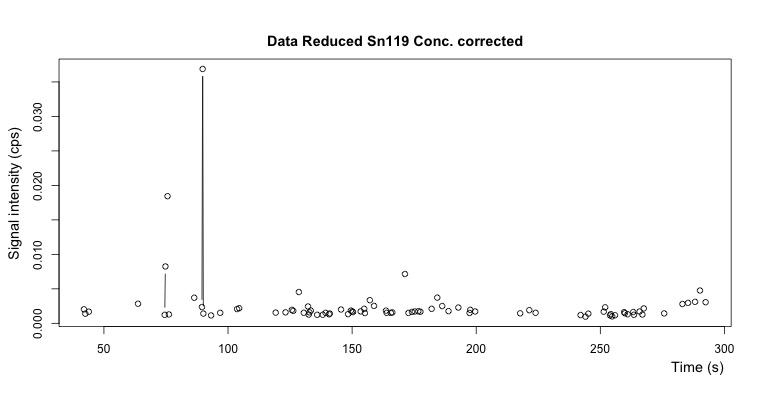 Data Reduced Sn119 Conc. corrected
Signal intensity (cps)
0.030
0.020
0.010
0.000
50 100 150 200 250 300
Time (s)